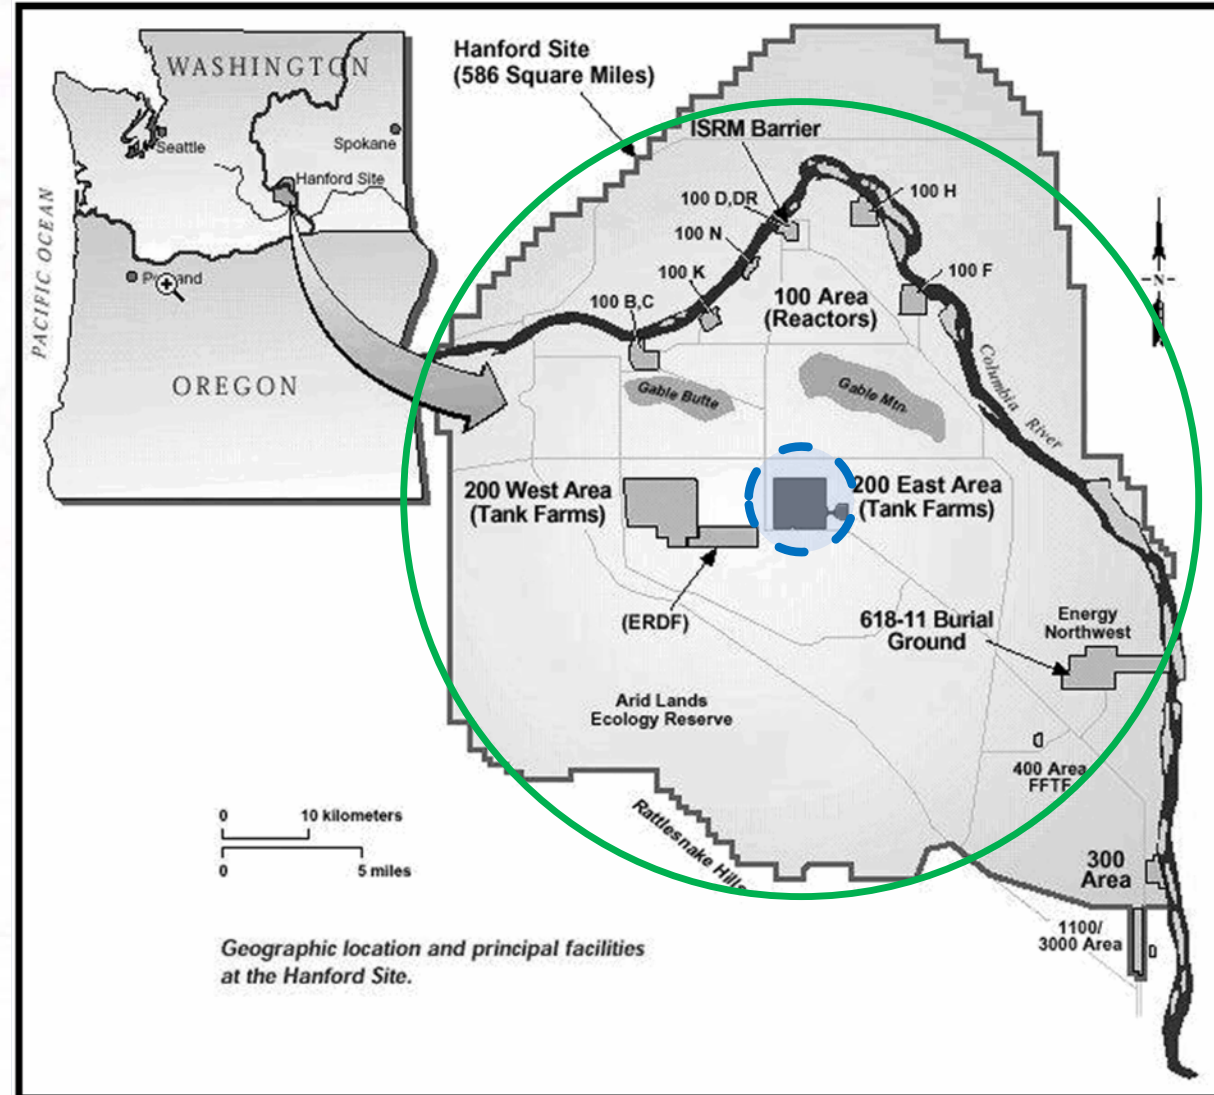 WASHINGTON
Seattle
Spokane
Hanford Site
PACIFIC OCEAN
OREGON
Hanford Site
(586 Square Miles)
ISRM Barrier
100 D,DR
100 H
100 N
100 K
100 F
100 B,C
100 Area
(Reactors)
N
Gable Butte
Gable Mtn.
Columbia River
200 West Area
(Tank Farms)
200 East Area
(Tank Farms)
(ERDF)
618-11 Burial
Ground
Energy
Northwest
Arid Lands
Ecology Reserve
400 Area
FFTF
Rattlesnake Hills
300
Area
1100/
3000 Area
0 10 kilometers
0 5 miles
Geographic location and principal facilities
at the Hanford Site.